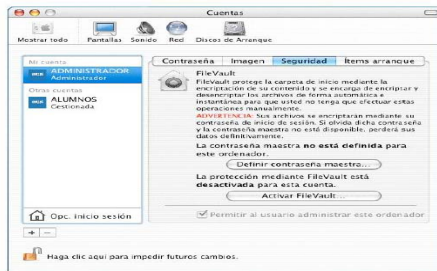 Cuentas
Mostrar todo Pantallas Sonido Red Discos de Arranque
Contraseña Imagen Seguridad Ítems arranque
Mi cuenta
ADMINISTRADOR
Administrador
Otras cuentas
ALUMNOS
Gestionada
FileVault
FileVault protege la carpeta de inicio mediante la
encriptación de su contenido y se encarga de encriptar y
desencriptar los archivos de forma automática e
instantánea para que usted no tenga que efectuar estas
operaciones manualmente.
ADVERTENCIA: Sus archivos se encriptarán mediante su
contraseña de inicio de sesión. Si olvida dicha contraseña
y la contraseña maestra no está disponible, perderá sus
datos definitivamente.
La contraseña maestra no está definida para
este ordenador.
Definir contraseña maestra...
La protección mediante FileVault está
desactivada para esta cuenta.
Activar FileVault...
Opc. inicio sesión
Permitir al usuario administrar este ordenador
Haga clic aquí para impedir futuros cambios.